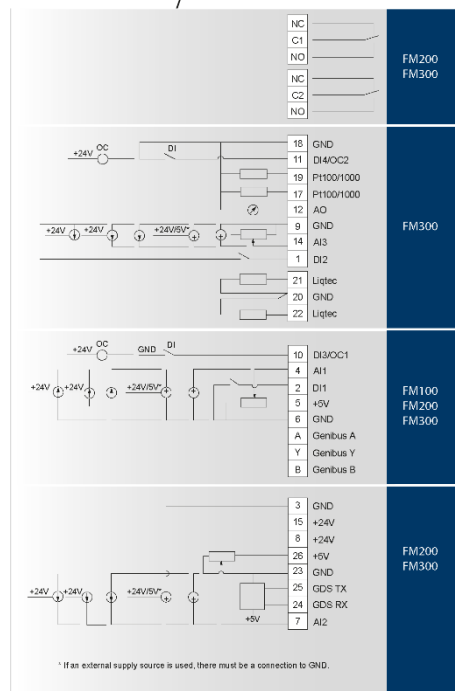 NC
C1
NO
NC
C2
NO
FM200
FM300
18 GND
OC DI
+24V
11 DI4/OC2
19 Pt100/1000
17 Pt100/1000
12 AO
9 GND
+24V +24V +24V/5V*
14 AI3
1 DI2
21 Liqtec
20 GND
22 Liqtec
FM300
+24V OC GND DI
10 DI3/OC1
4 AI1
+24V +24V +24V/5V*
2 DI1
5 +5V
6 GND
A Genibus A
Y Genibus Y
B Genibus B
FM100
FM200
FM300
3 GND
15 +24V
8 +24V
26 +5V
23 GND
25 GDS TX
+24V +24V +24V/5V*
24 GDS RX
+5V
7 AI2
FM200
FM300
* If an external supply source is used, there must be a connection to GND.